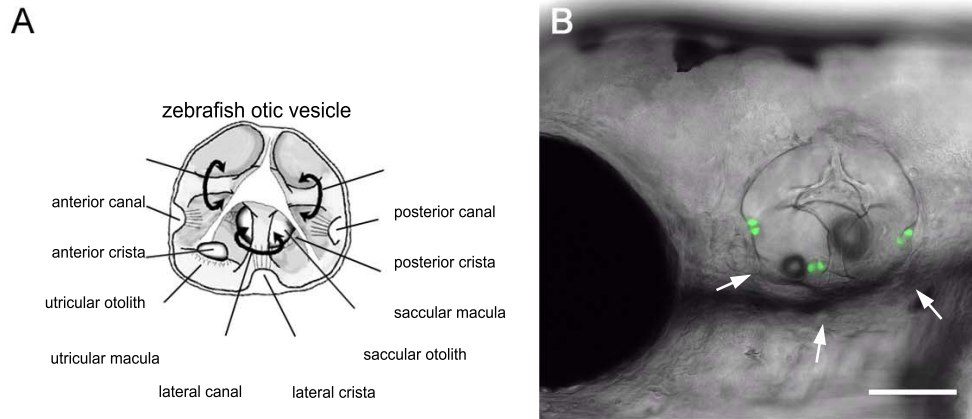 A
B
zebrafish otic vesicle
anterior canal
posterior canal
anterior crista
posterior crista
utricular otolith
saccular macula
utricular macula
saccular otolith
lateral canal
lateral crista